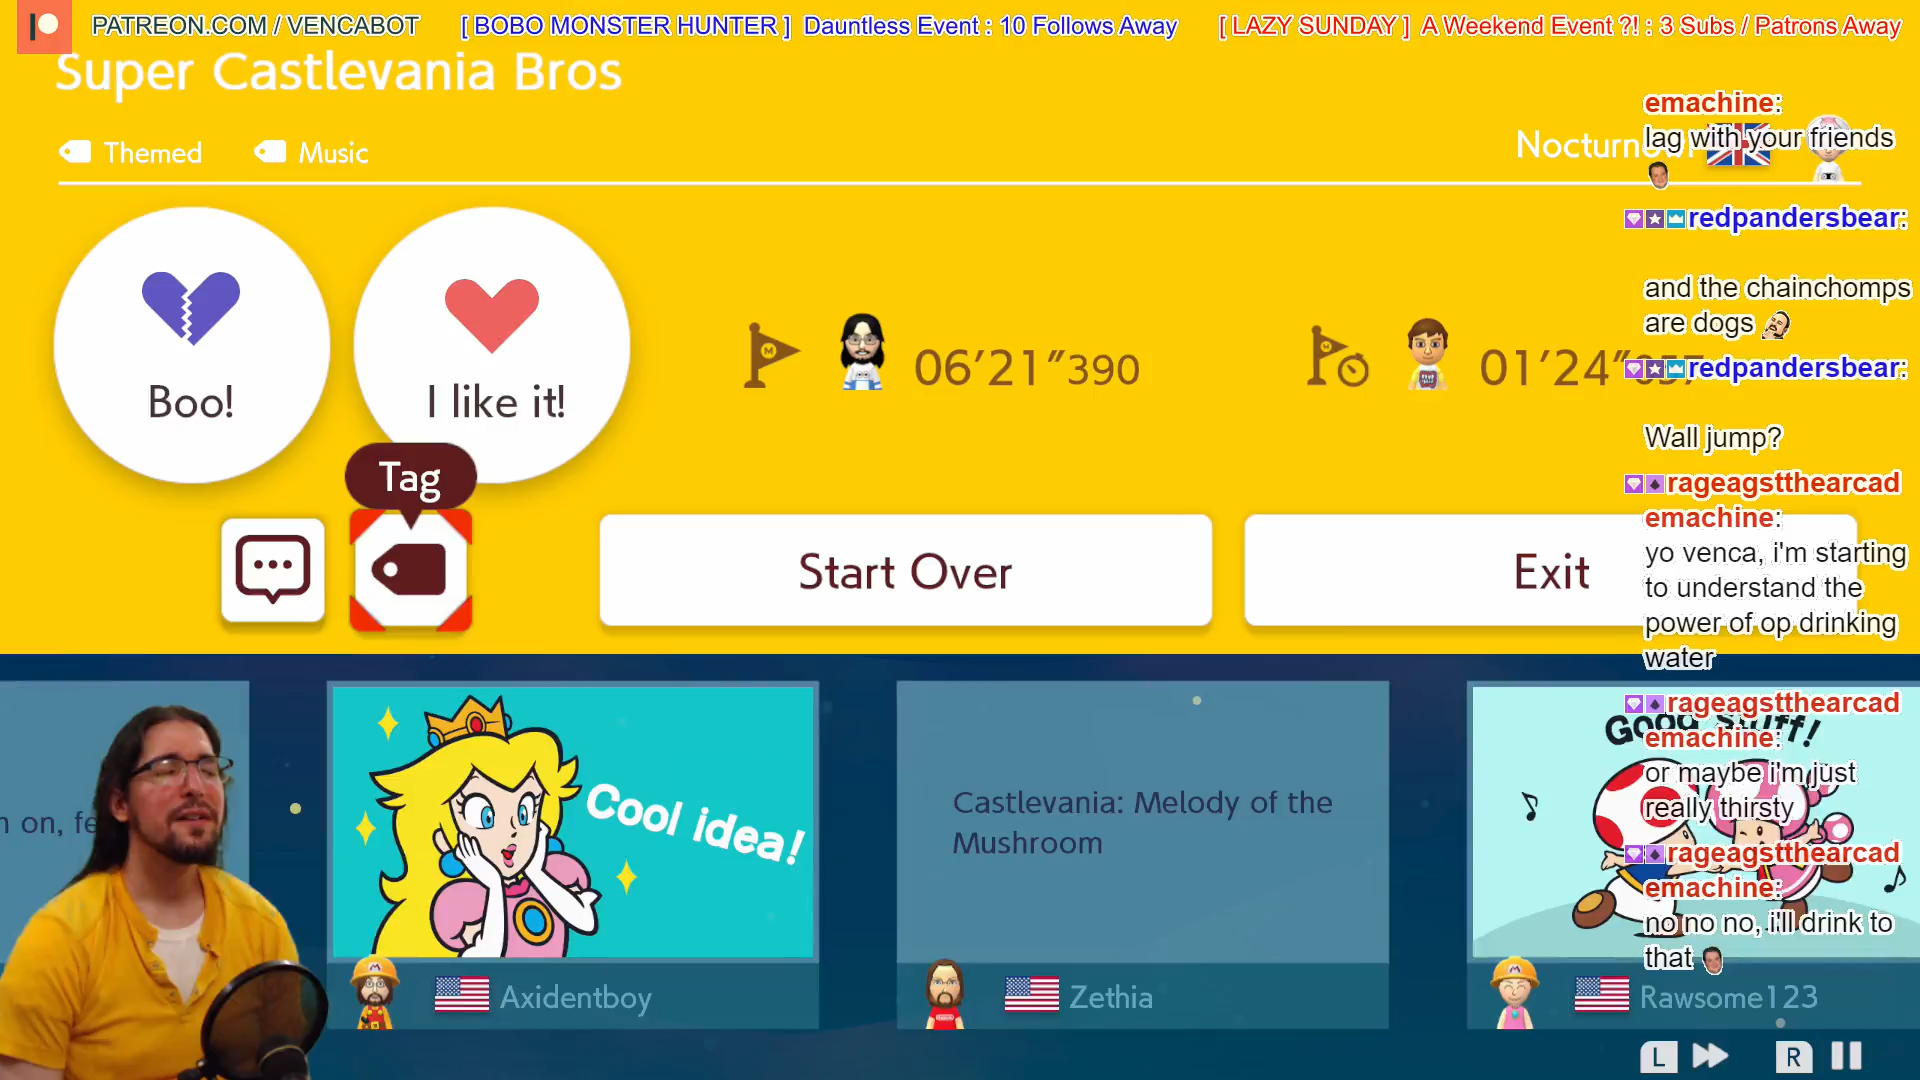 PATREON.COM / VENCABOT
[ BOBO MONSTER HUNTER ] Dauntless Event : 10 Follows Away
[ LAZY SUNDAY ] A Weekend Event ?! : 3 Subs / Patrons Away
Super Castlevania Bros
Themed
Music
Boo!
I like it!
06'21"390
01'24"
Tag
Start Over
Exit
Cool idea!
Castlevania: Melody of the
Mushroom
Good stuff!
Axidentboy
Zethia
Rawsome123
L
R
emachine:
lag with your friends
redpandersbear:
and the chainchomps
are dogs
redpandersbear:
Wall jump?
rageagstthearcad
emachine:
yo venca, i'm starting
to understand the
power of op drinking
water
rageagstthearcad
emachine:
or maybe i'm just
really thirsty
rageagstthearcad
emachine:
no no no, i'll drink to
that